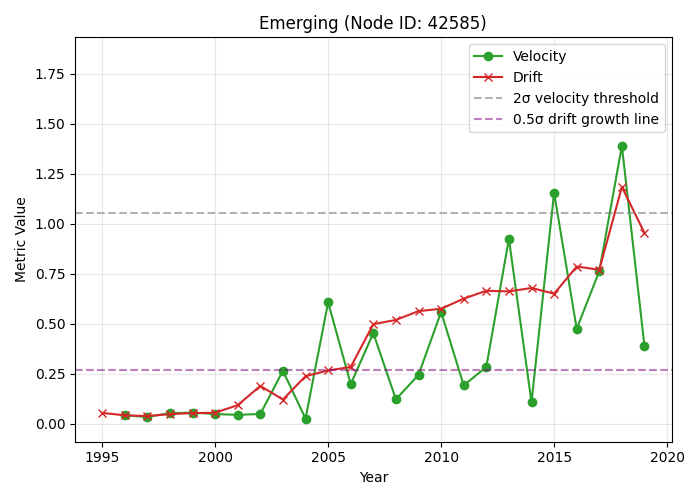 Emerging (Node ID: 42585)
Velocity
Drift
2σ velocity threshold
0.5σ drift growth line
Metric Value
1.75
1.50
1.25
1.00
0.75
0.50
0.25
0.00
1995 2000 2005 2010 2015 2020
Year